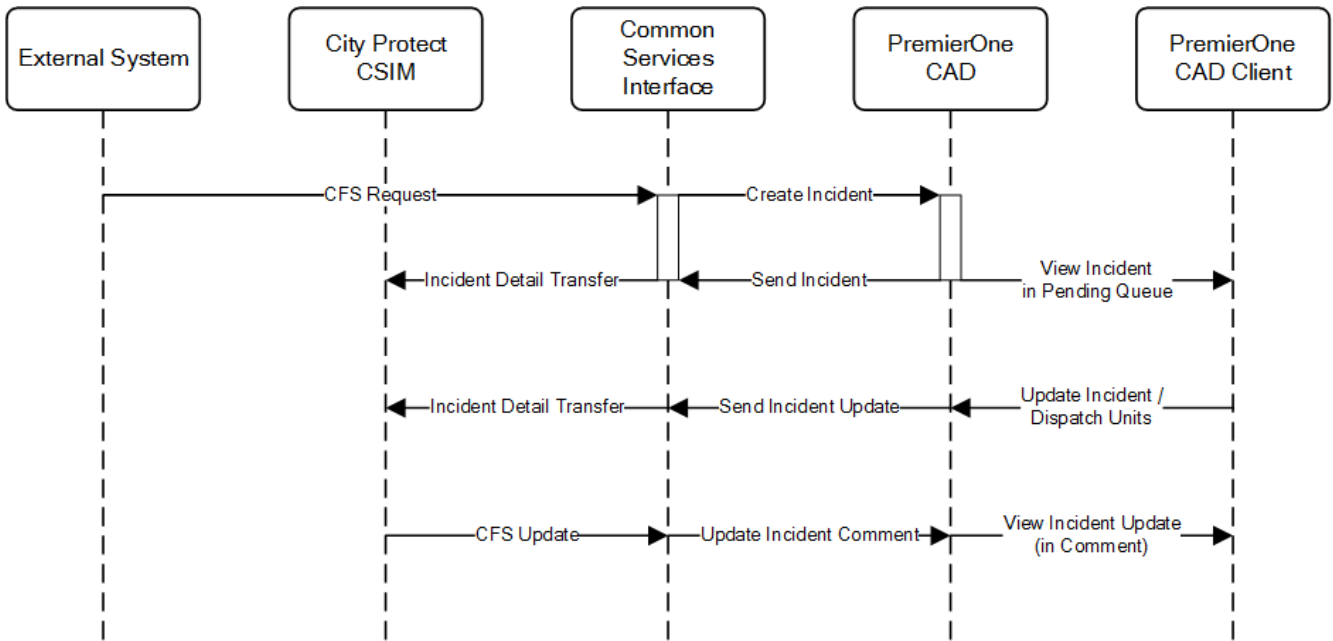 External System
City Protect
CSIM
Common
Services
Interface
PremierOne
CAD
PremierOne
CAD Client
CFS Request
Create Incident
Incident Detail Transfer
Send Incident
View Incident
in Pending Queue
Incident Detail Transfer
Send Incident Update
Update Incident /
Dispatch Units
CFS Update
Update Incident Comment
View Incident Update
(in Comment)